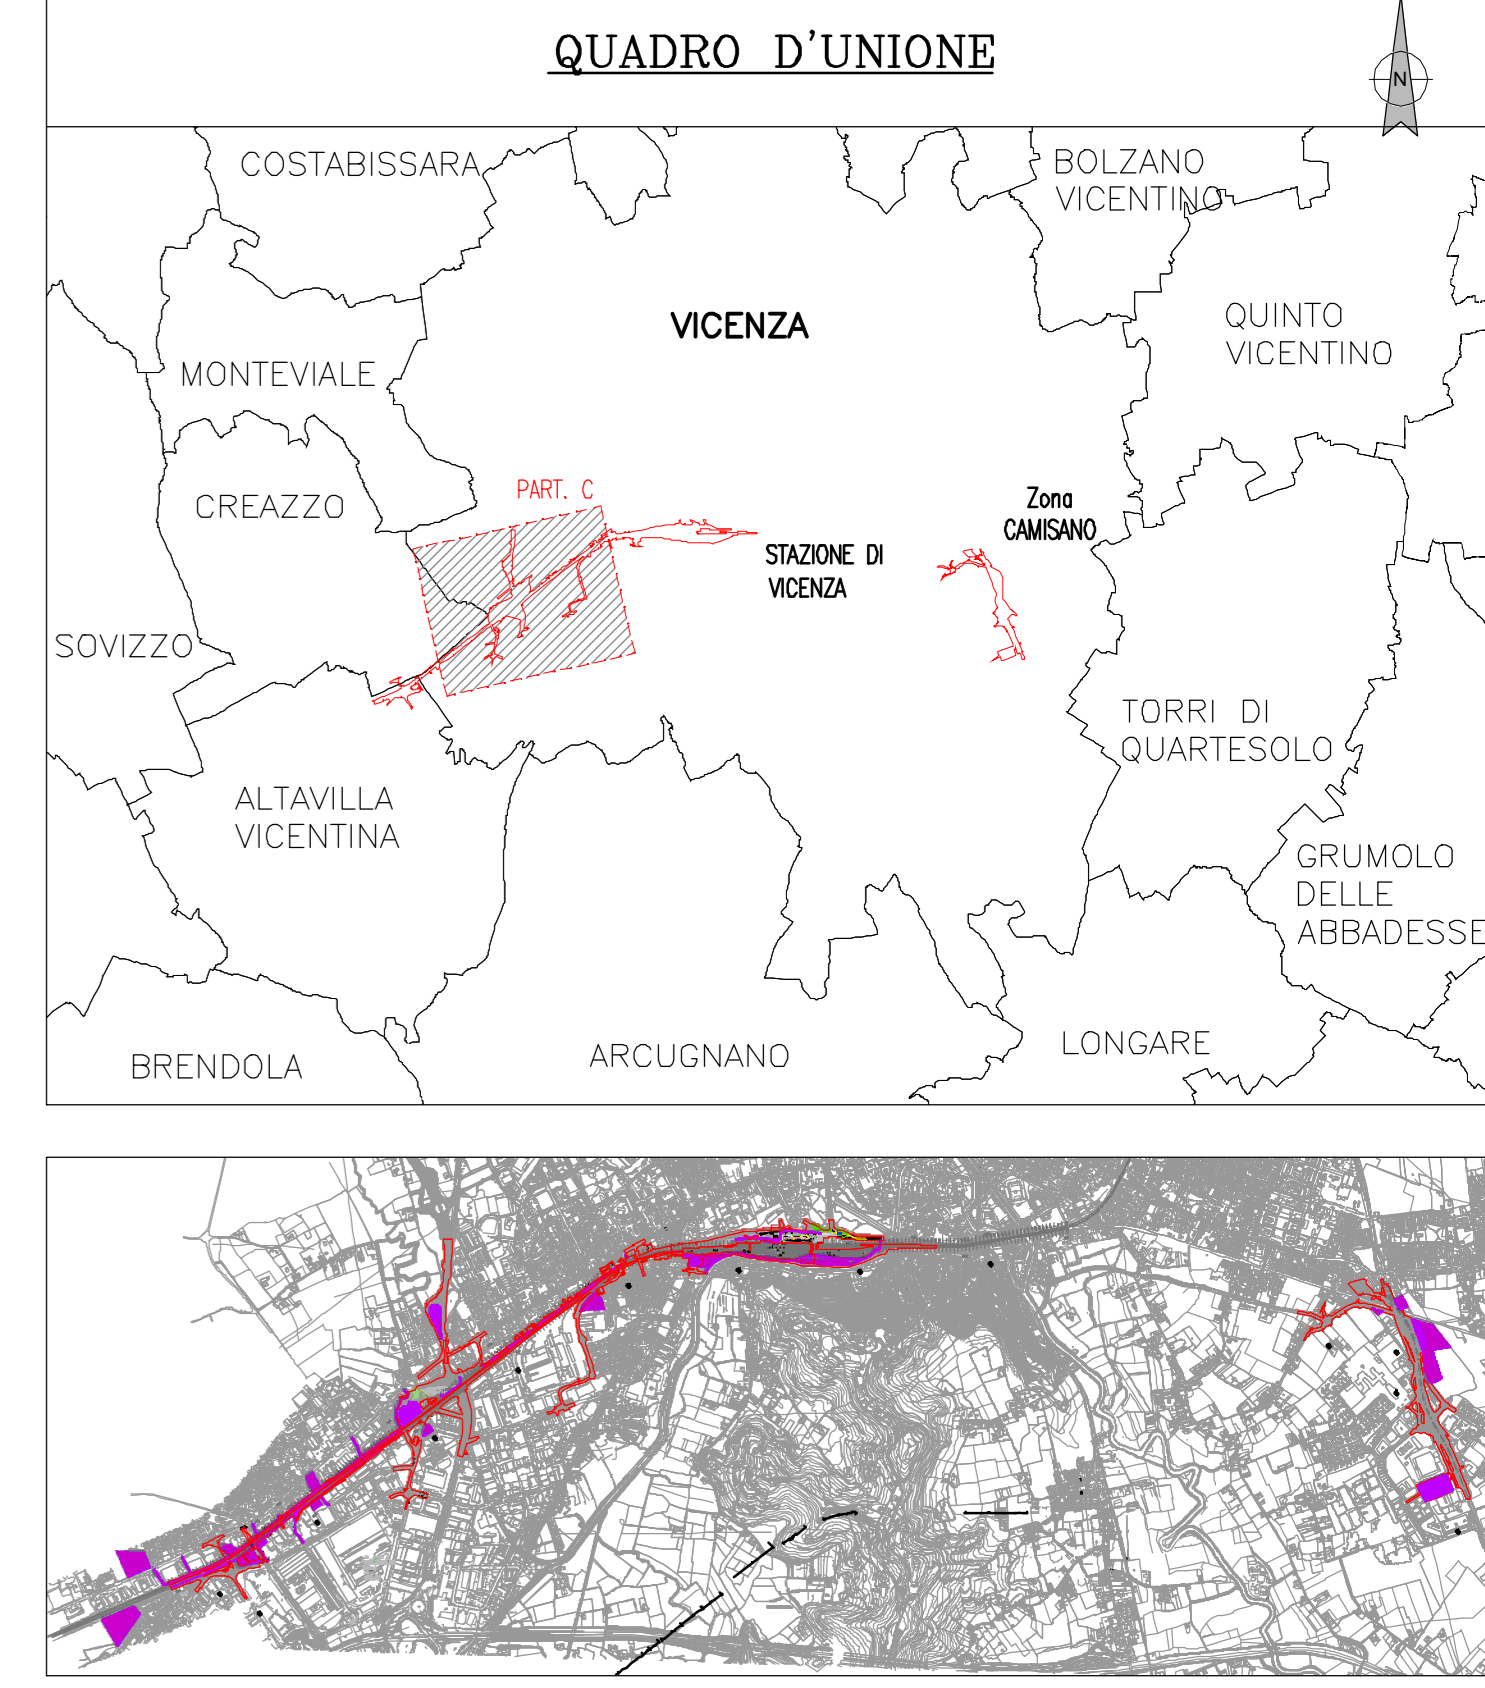 QUADRO D'UNIONE
N
COSTABISSARA
BOLZANO
VICENTINO
VICENZA
QUINTO
VICENTINO
MONTEVIALE
PART. C
CREAZZO
Zona
CAMISANO
STAZIONE DI
VICENZA
SOVIZZO
TORRI DI
QUARTESOLO
ALTAVILLA
VICENTINA
GRUMOLO
DELLE
ABBADESSE
LONGARE
ARCUGNANO
BRENDOLA